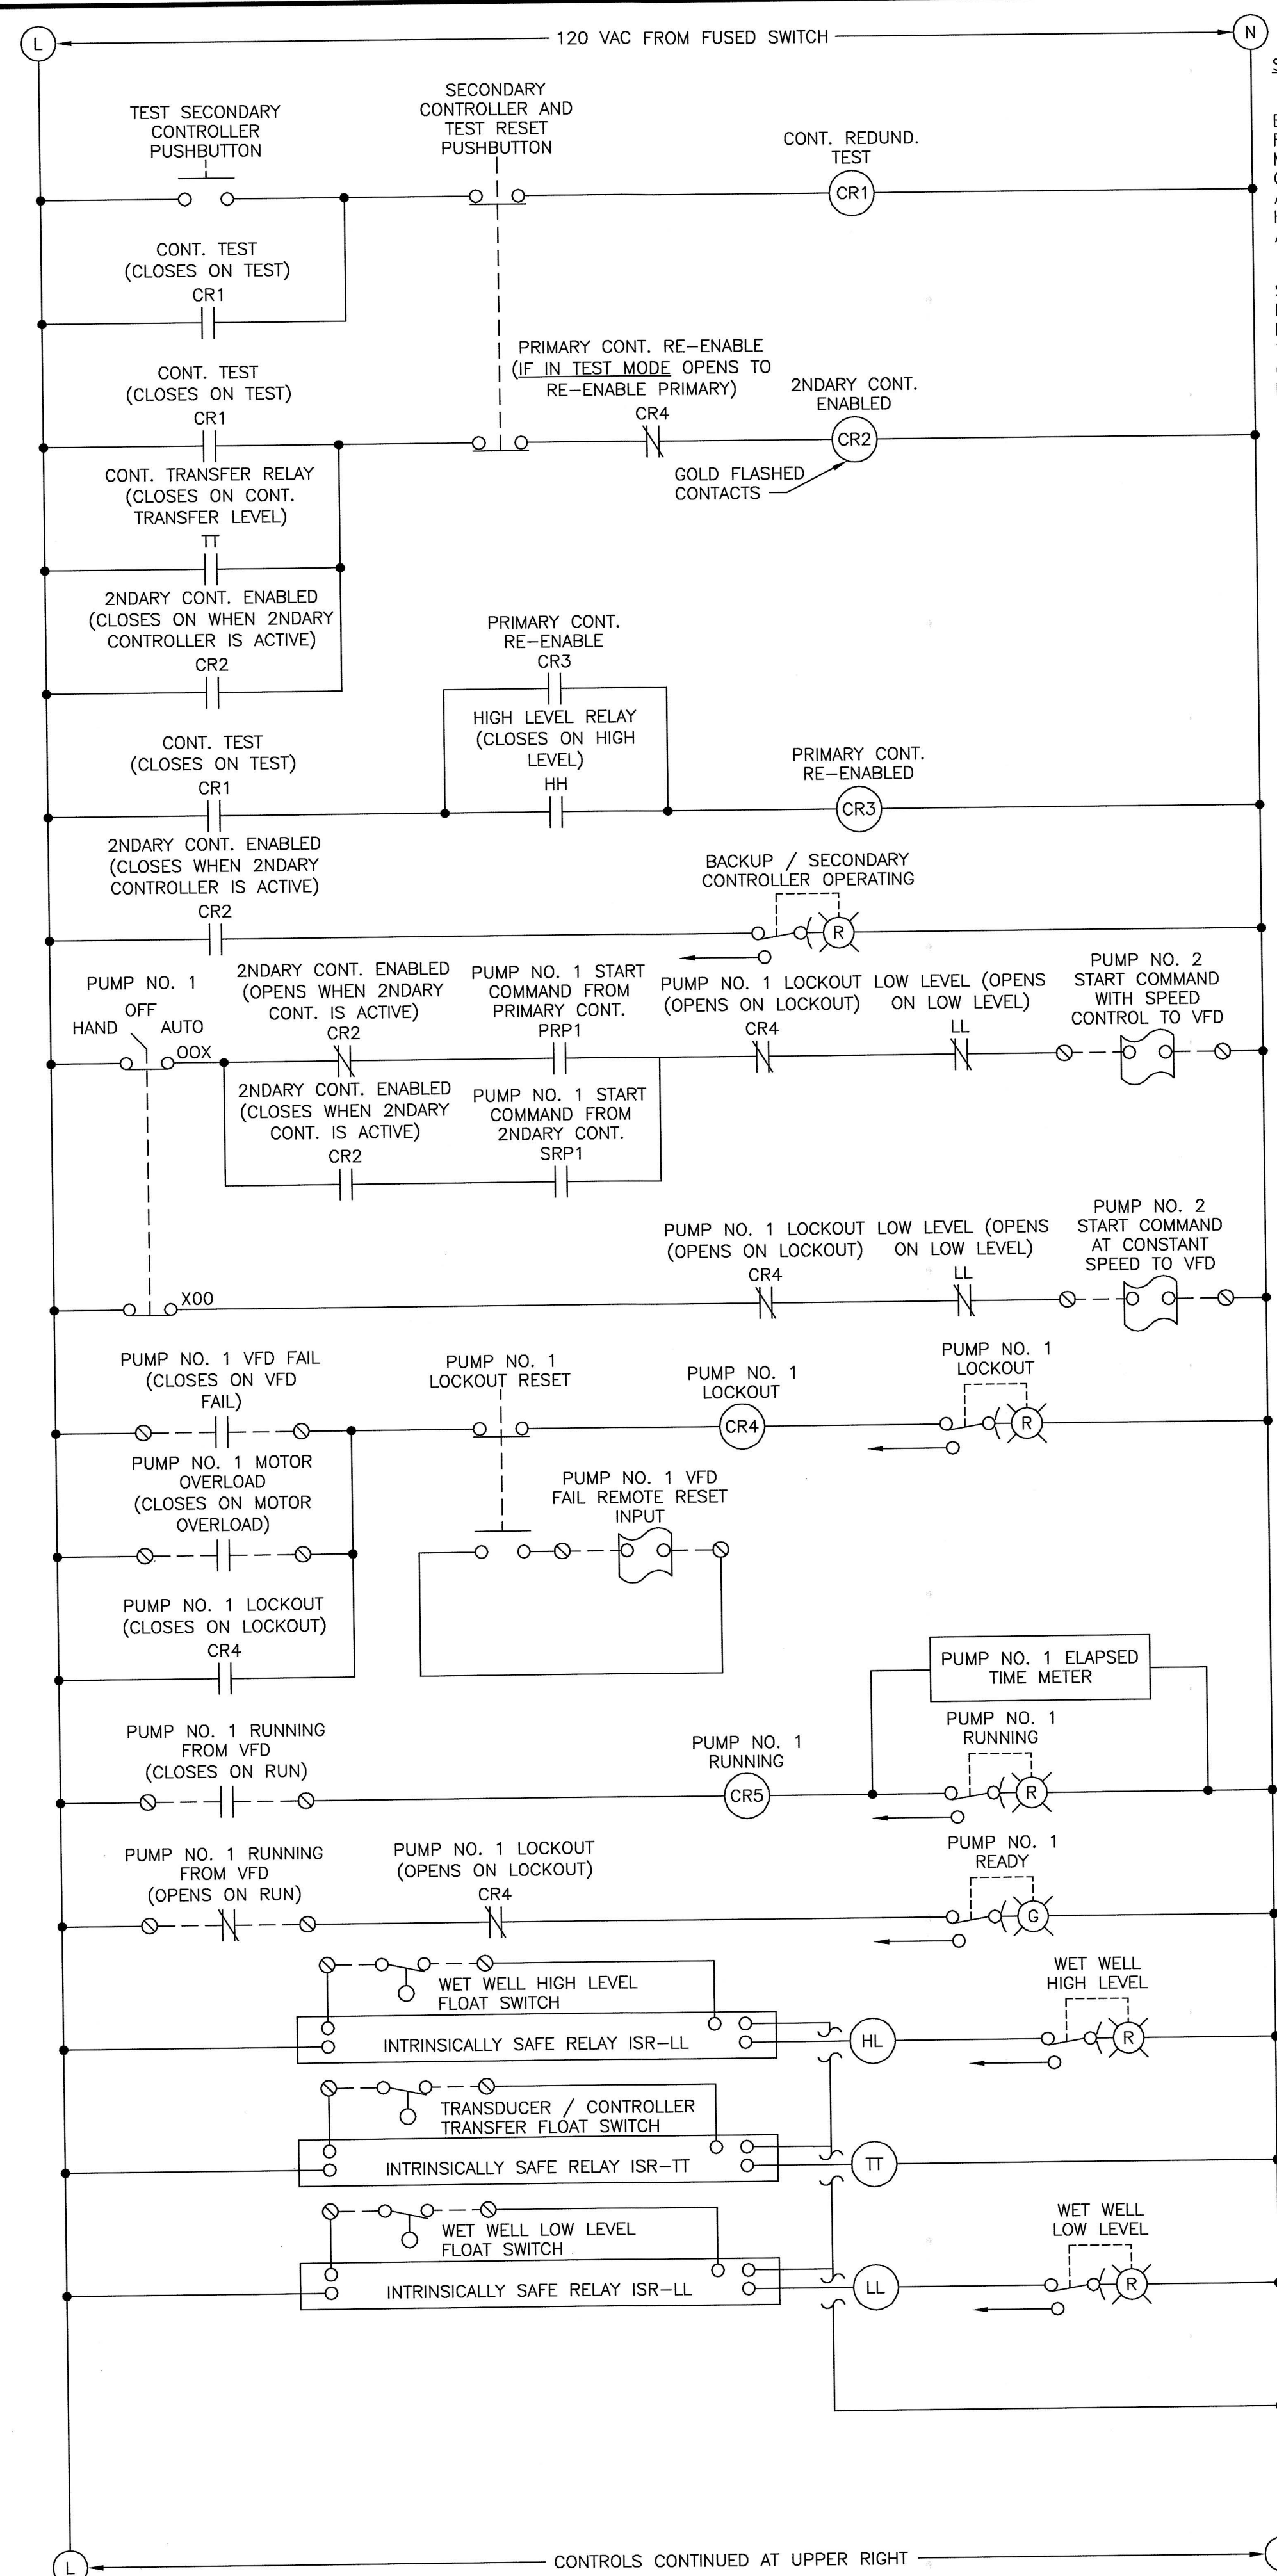 L
120 VAC FROM FUSED SWITCH
N
TEST SECONDARY
CONTROLLER
PUSHBUTTON
SECONDARY
CONTROLLER AND
TEST RESET
PUSHBUTTON
CONT. REDUND.
TEST
CR1
CONT. TEST
(CLOSES ON TEST)
CR1
CONT. TEST
(CLOSES ON TEST)
CR1
PRIMARY CONT. RE-ENABLE
(IF IN TEST MODE OPENS TO
RE-ENABLE PRIMARY)
CR4
2NDARY CONT.
ENABLED
CR2
GOLD FLASHED
CONTACTS
CONT. TRANSFER RELAY
(CLOSES ON CONT.
TRANSFER LEVEL)
TT
2NDARY CONT. ENABLED
(CLOSES ON WHEN 2NDARY
CONTROLLER IS ACTIVE)
CR2
PRIMARY CONT.
RE-ENABLE
CR3
HIGH LEVEL RELAY
(CLOSES ON HIGH
LEVEL)
HH
CONT. TEST
(CLOSES ON TEST)
CR1
PRIMARY CONT.
RE-ENABLED
CR3
2NDARY CONT. ENABLED
(CLOSES WHEN 2NDARY
CONTROLLER IS ACTIVE)
CR2
BACKUP / SECONDARY
CONTROLLER OPERATING
R
PUMP NO. 1
OFF
HAND
AUTO
OOX
2NDARY CONT. ENABLED
(OPENS WHEN 2NDARY
CONT. IS ACTIVE)
CR2
PUMP NO. 1 START
COMMAND FROM
PRIMARY CONT.
PRP1
PUMP NO. 1 LOCKOUT
(OPENS ON LOCKOUT)
CR4
LOW LEVEL (OPENS
ON LOW LEVEL)
LL
PUMP NO. 2
START COMMAND
WITH SPEED
CONTROL TO VFD
2NDARY CONT. ENABLED
(CLOSES WHEN 2NDARY
CONT. IS ACTIVE)
CR2
PUMP NO. 1 START
COMMAND FROM
2NDARY CONT.
SRP1
XOO
PUMP NO. 1 LOCKOUT
(OPENS ON LOCKOUT)
CR4
LOW LEVEL (OPENS
ON LOW LEVEL)
LL
PUMP NO. 2
START COMMAND
AT CONSTANT
SPEED TO VFD
PUMP NO. 1 VFD FAIL
(CLOSES ON VFD
FAIL)
PUMP NO. 1
LOCKOUT RESET
PUMP NO. 1
LOCKOUT
CR4
PUMP NO. 1
LOCKOUT
R
PUMP NO. 1 MOTOR
OVERLOAD
(CLOSES ON MOTOR
OVERLOAD)
PUMP NO. 1 VFD
FAIL REMOTE RESET
INPUT
PUMP NO. 1 LOCKOUT
(CLOSES ON LOCKOUT)
CR4
PUMP NO. 1 ELAPSED
TIME METER
PUMP NO. 1 RUNNING
FROM VFD
(CLOSES ON RUN)
PUMP NO. 1
RUNNING
CR5
PUMP NO. 1
RUNNING
R
PUMP NO. 1 RUNNING
FROM VFD
(OPENS ON RUN)
PUMP NO. 1 LOCKOUT
(OPENS ON LOCKOUT)
CR4
PUMP NO. 1
READY
G
WET WELL HIGH LEVEL
FLOAT SWITCH
INTRINSICALLY SAFE RELAY ISR-LL
HL
WET WELL
HIGH LEVEL
R
TRANSDUCER / CONTROLLER
TRANSFER FLOAT SWITCH
INTRINSICALLY SAFE RELAY ISR-TT
TT
WET WELL LOW LEVEL
FLOAT SWITCH
INTRINSICALLY SAFE RELAY ISR-LL
LL
WET WELL
LOW LEVEL
R
L
CONTROLS CONTINUED AT UPPER RIGHT